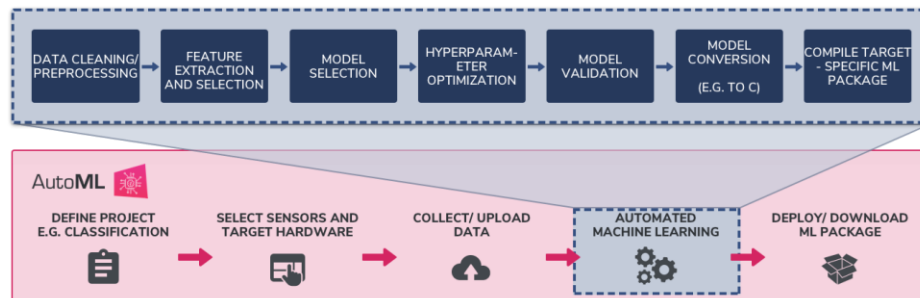 DATA CLEANING/
PREPROCESSING
FEATURE
EXTRACTION
AND SELECTION
MODEL
SELECTION
HYPERPARAM-
ETER
OPTIMIZATION
MODEL
VALIDATION
MODEL
CONVERSION
(E.G. TO C)
COMPILE TARGET
- SPECIFIC ML
PACKAGE
AutoML
DEFINE PROJECT
E.G. CLASSIFICATION
SELECT SENSORS AND
TARGET HARDWARE
COLLECT/ UPLOAD
DATA
AUTOMATED
MACHINE LEARNING
DEPLOY/ DOWNLOAD
ML PACKAGE